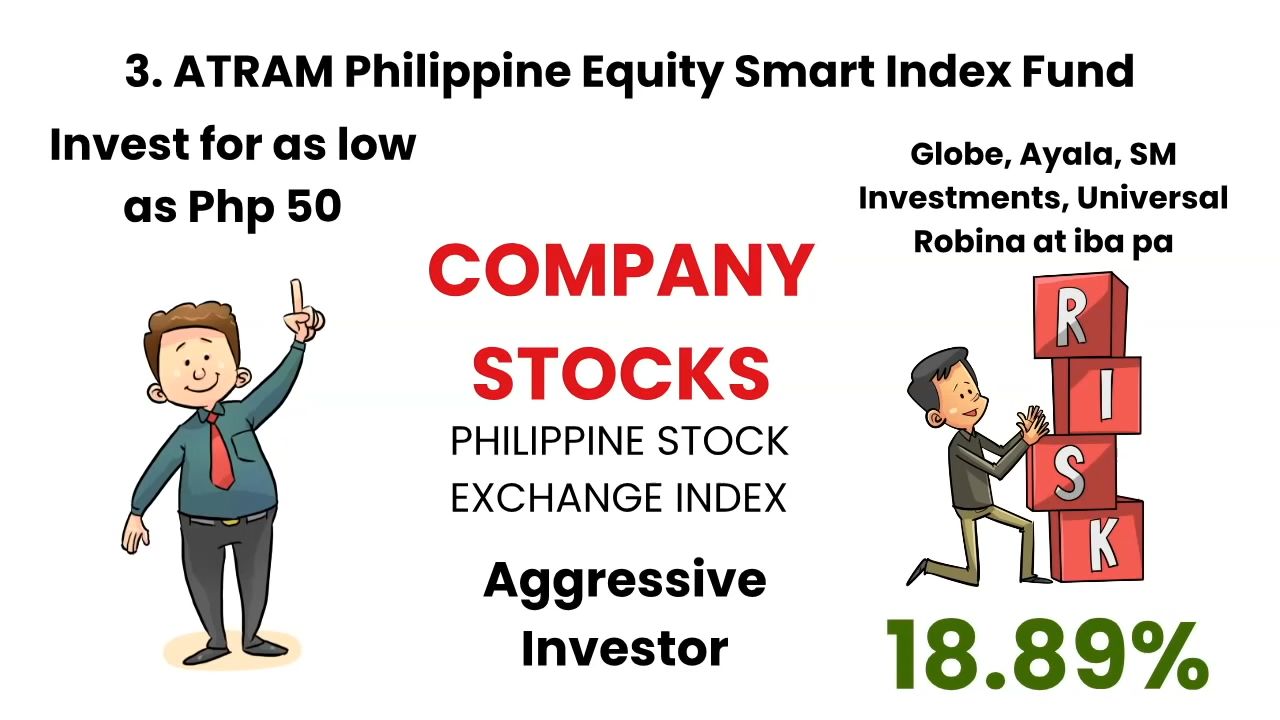 3. ATRAM Philippine Equity Smart Index Fund
Invest for as low
as Php 50
Globe, Ayala, SM
Investments, Universal
Robina at iba pa
COMPANY
STOCKS
PHILIPPINE STOCK
EXCHANGE INDEX
Aggressive
Investor
R
I
S
K
18.89%